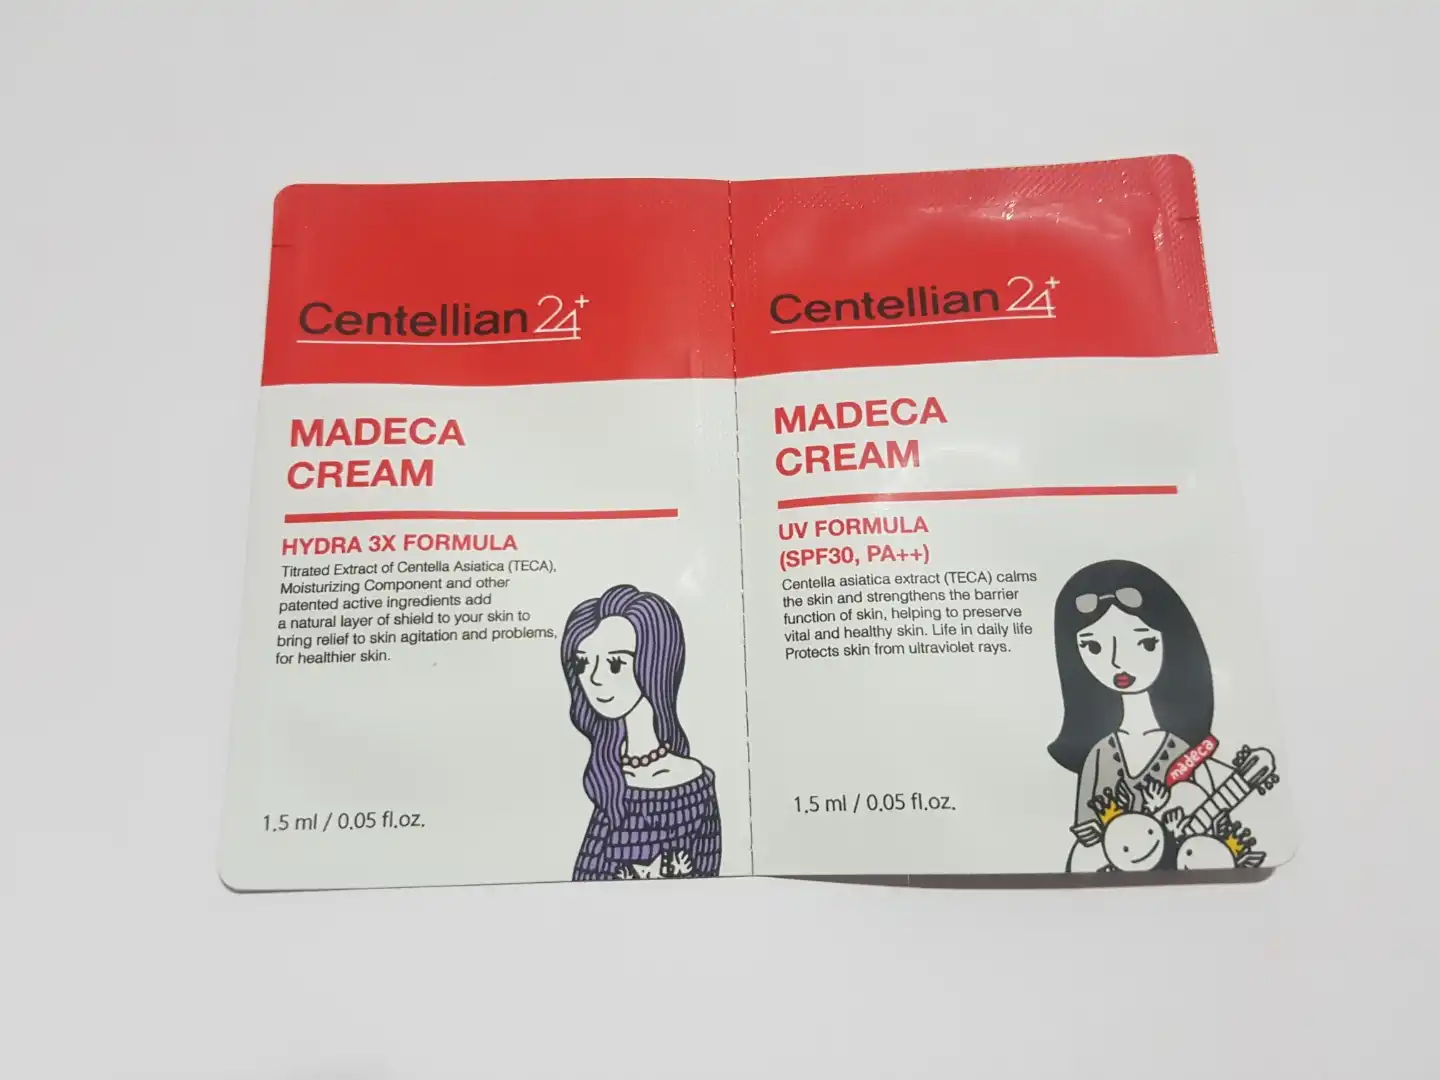 Centellian 24+
MADECA
CREAM
HYDRA 3X FORMULA
Titrated Extract of Centella Asiatica (TECA),
Moisturizing Component and other
patented active ingredients add
a natural layer of shield to your skin to
bring relief to skin agitation and problems,
for healthier skin.
1.5 ml / 0.05 fl.oz.
Centellian 24+
MADECA
CREAM
UV FORMULA
(SPF30, PA++)
Centella asiatica extract (TECA) calms
the skin and strengthens the barrier
function of skin, helping to preserve
vital and healthy skin. Life in daily life
Protects skin from ultraviolet rays.
madeca
1.5 ml / 0.05 fl.oz.